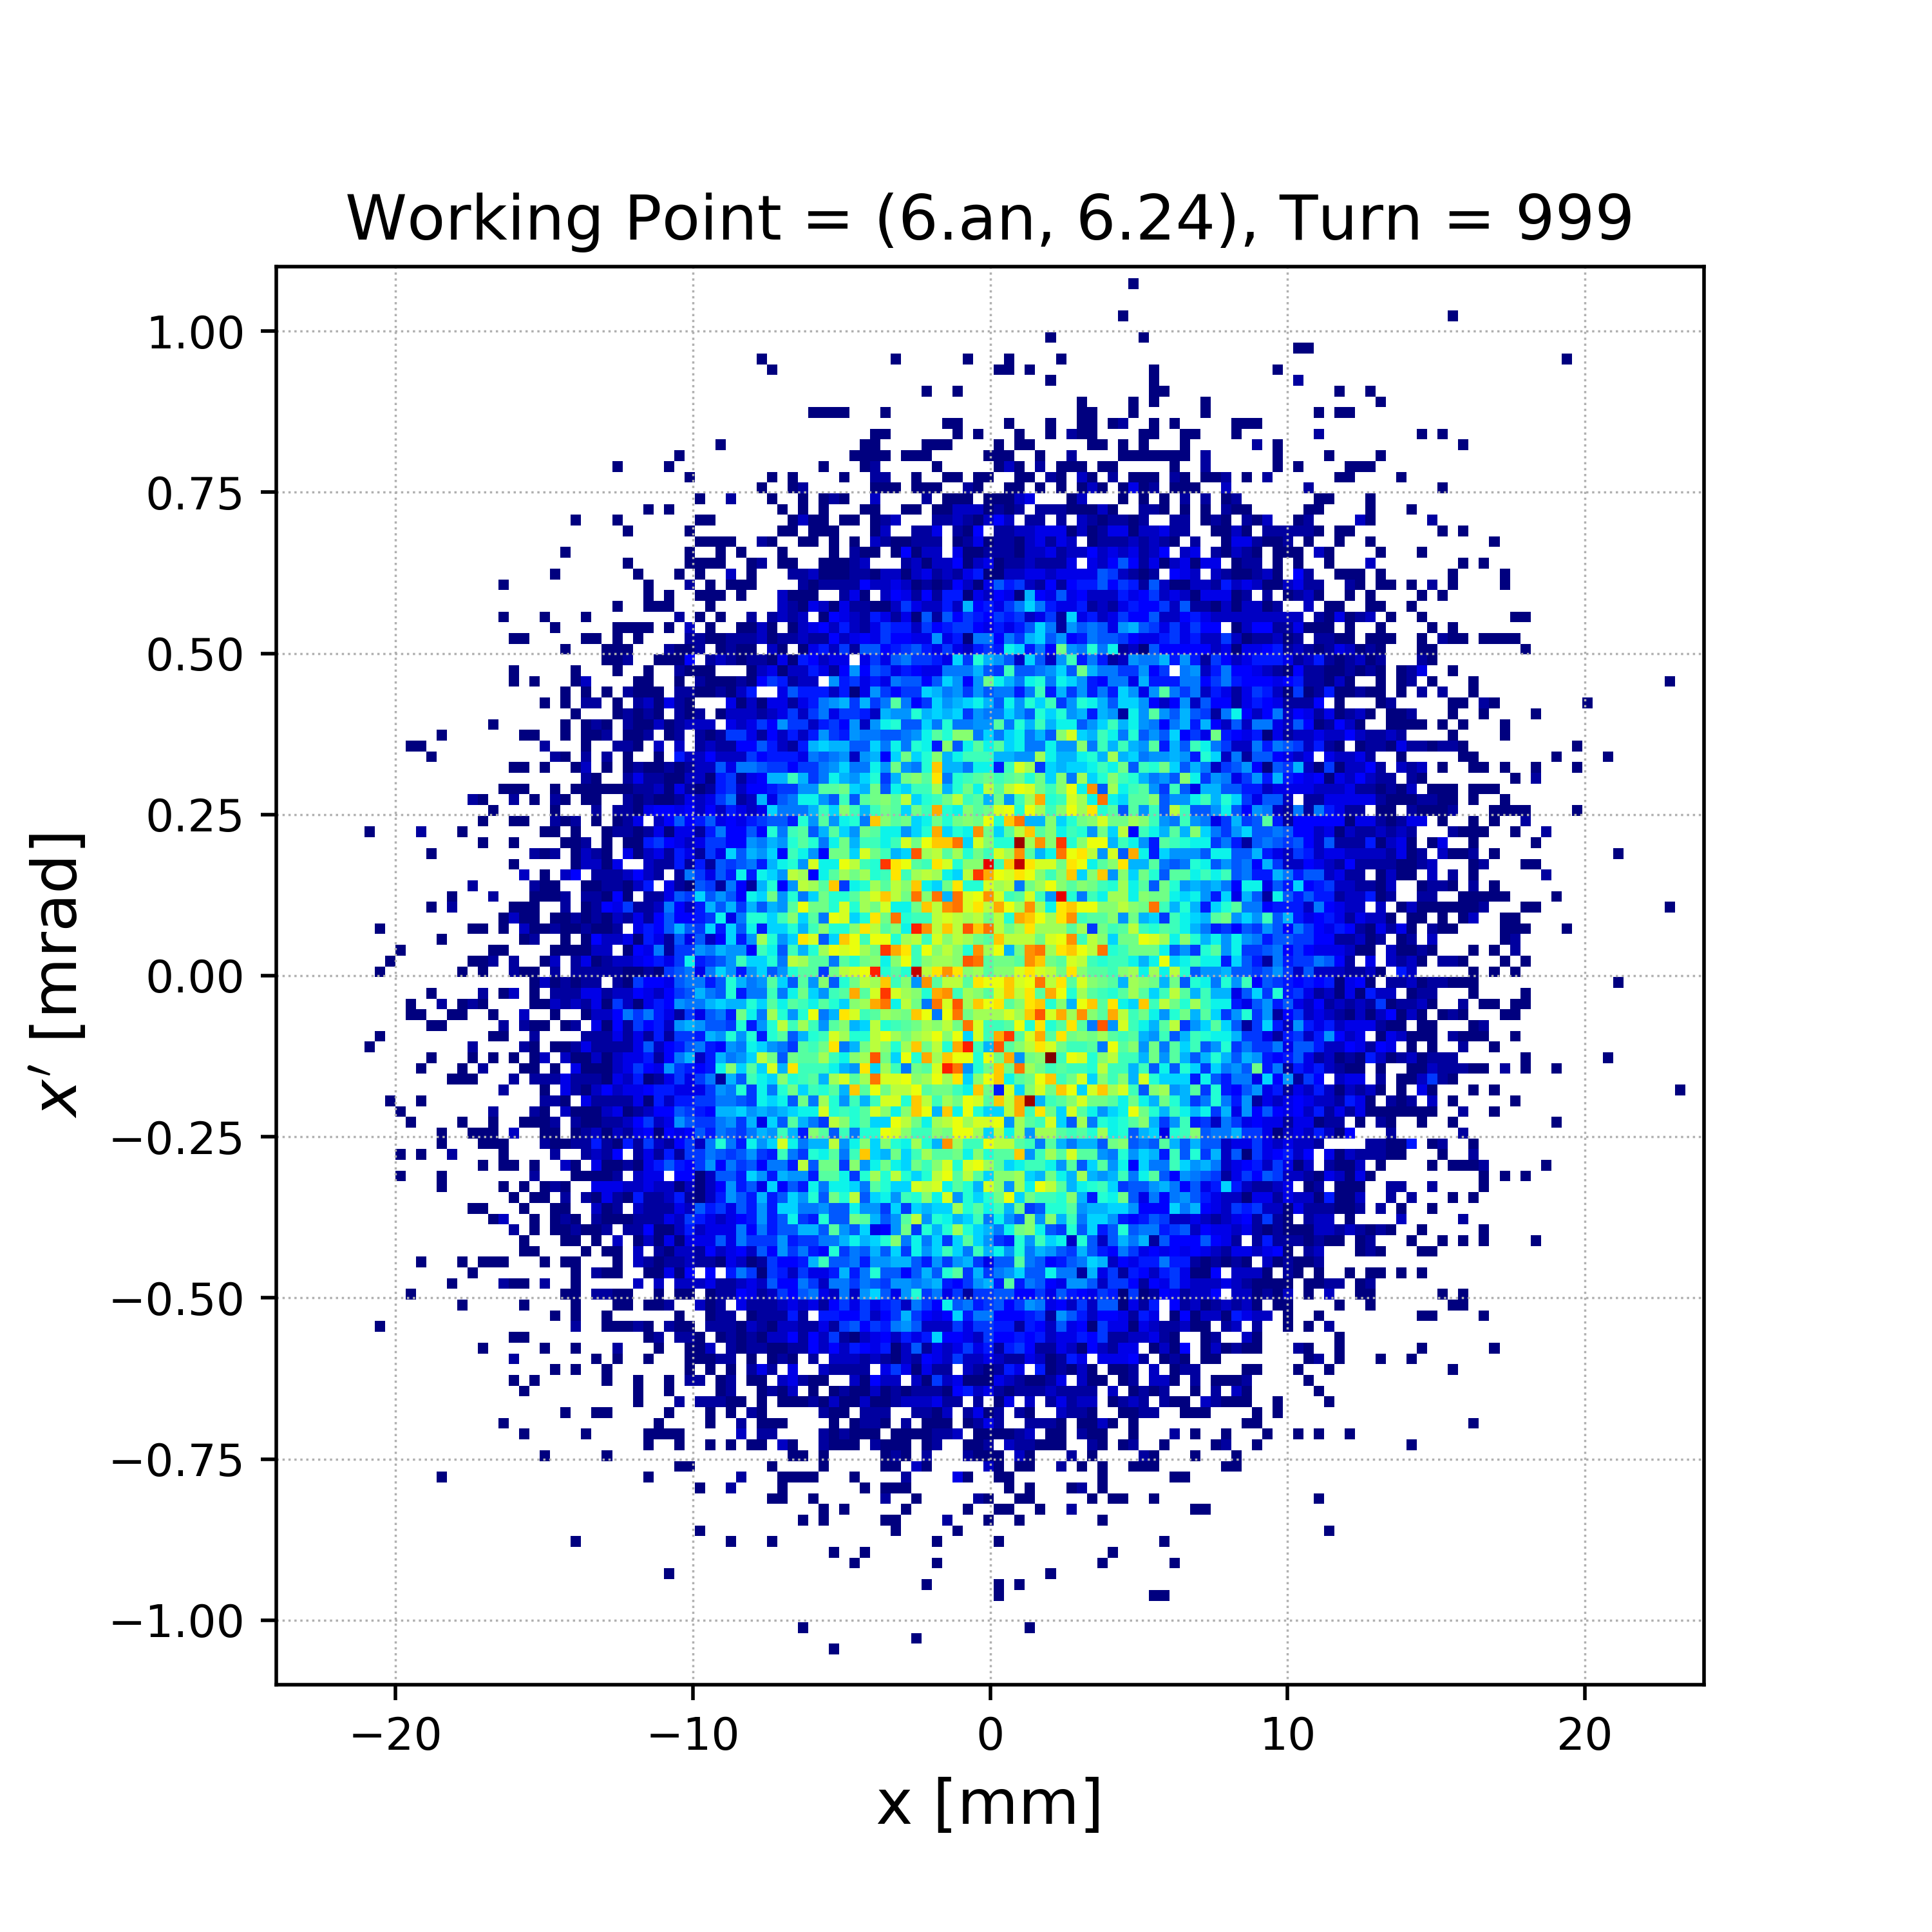 Working Point = (6.an, 6.24), Turn = 999
1.00
0.75
0.50
0.25
0.00
−0.25
−0.50
−0.75
−1.00
x′ [mrad]
−20 −10 0 10 20
x [mm]